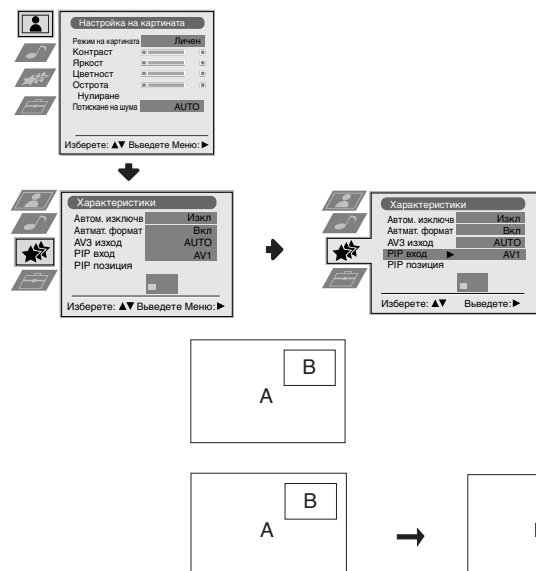 Настройка на картината
Режим на картината Личен
Контраст
Яркост
Цветност
Острота
Нулиране
Потискане на шума AUTO
Изберете: ▲▼ Выведете Меню: ▶
Характеристики
Автом. изключв Изкл
Автмат. формат Вкл
AV3 изход AUTO
PIP вход AV1
PIP позиция
Изберете: ▲▼ Выведете Меню: ▶
Характеристики
Автом. изключв Изкл
Автмат. формат Вкл
AV3 изход AUTO
PIP вход ▶ AV1
PIP позиция
Изберете: ▲▼ Выведете: ▶
B
A
B
A